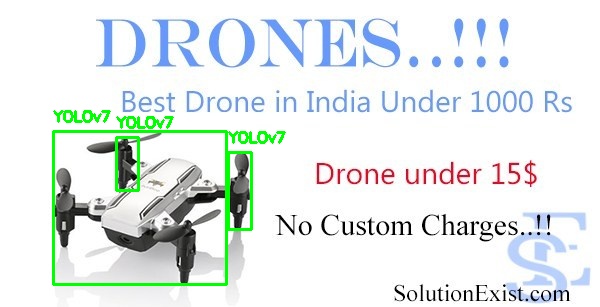 DRONES..!!!
Best Drone in India Under 1000 Rs
YOLOv7
YOLOv7
YOLOv7
Drone under 15$
No Custom Charges..!!
SE
SolutionExist.com